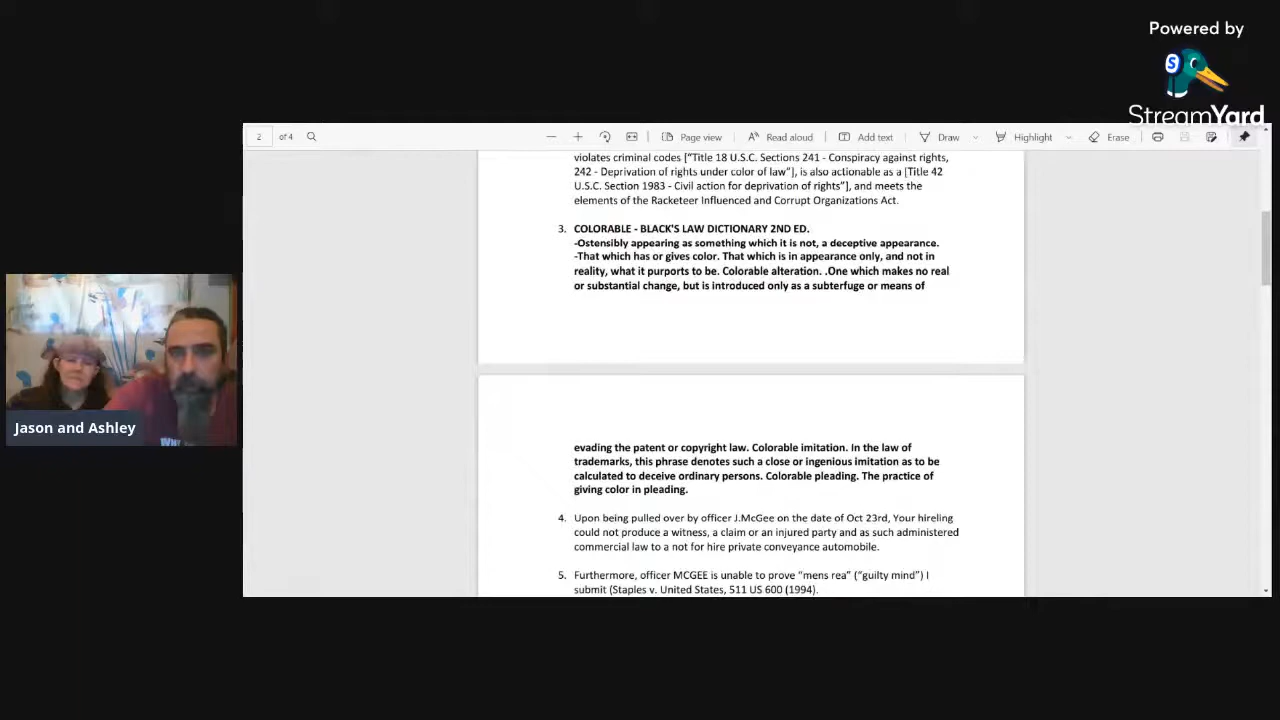 Powered by
S
StreamYard
2 of 4 Page view Read aloud Add text Draw Highlight Erase
violates criminal codes [“Title 18 U.S.C. Sections 241 - Conspiracy against rights,
242 - Deprivation of rights under color of law”], is also actionable as a [Title 42
U.S.C. Section 1983 - Civil action for deprivation of rights”], and meets the
elements of the Racketeer Influenced and Corrupt Organizations Act.
3. COLORABLE - BLACK'S LAW DICTIONARY 2ND ED.
-Ostensibly appearing as something which it is not, a deceptive appearance.
-That which has or gives color. That which is in appearance only, and not in
reality, what it purports to be. Colorable alteration. .One which makes no real
or substantial change, but is introduced only as a subterfuge or means of
evading the patent or copyright law. Colorable imitation. In the law of
trademarks, this phrase denotes such a close or ingenious imitation as to be
calculated to deceive ordinary persons. Colorable pleading. The practice of
giving color in pleading.
4. Upon being pulled over by officer J.McGee on the date of Oct 23rd, Your hireling
could not produce a witness, a claim or an injured party and as such administered
commercial law to a not for hire private conveyance automobile.
5. Furthermore, officer MCGEE is unable to prove “mens rea” (“guilty mind”) I
submit (Staples v. United States, 511 US 600 (1994).
Jason and Ashley
WHY